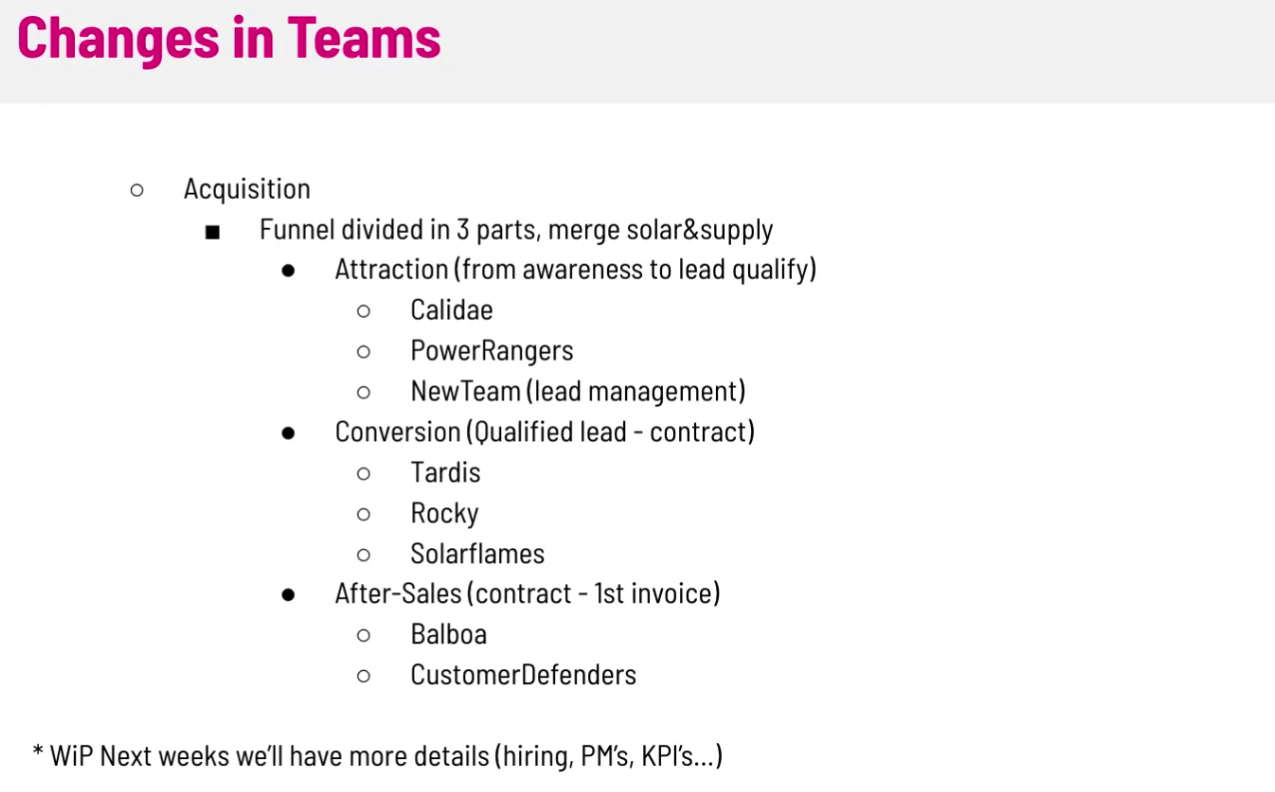 Changes in Teams
Acquisition
Funnel divided in 3 parts, merge solar&supply
Attraction (from awareness to lead qualify)
Calidae
PowerRangers
NewTeam (lead management)
Conversion (Qualified lead - contract)
Tardis
Rocky
Solarflames
After-Sales (contract - 1st invoice)
Balboa
CustomerDefenders
* WiP Next weeks we'll have more details (hiring, PM's, KPI's...)